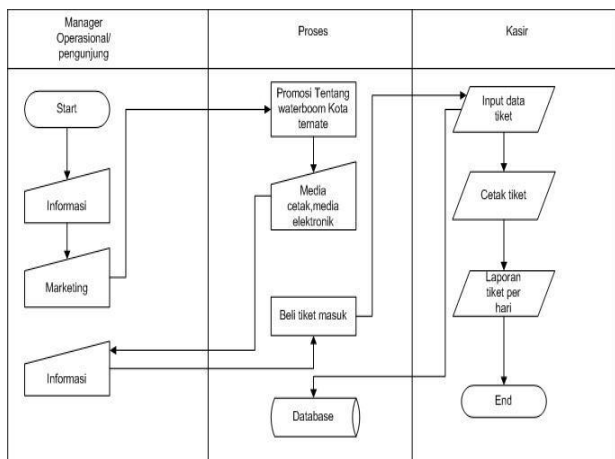 Manager
Operasional/
pengunjung
Proses
Kasir
Start
Informasi
Marketing
Informasi
Promosi Tentang
waterboom Kota
ternate
Media
cetak,media
elektronik
Beli tiket masuk
Database
Input data
tiket
Cetak tiket
Laporan
tiket per
hari
End